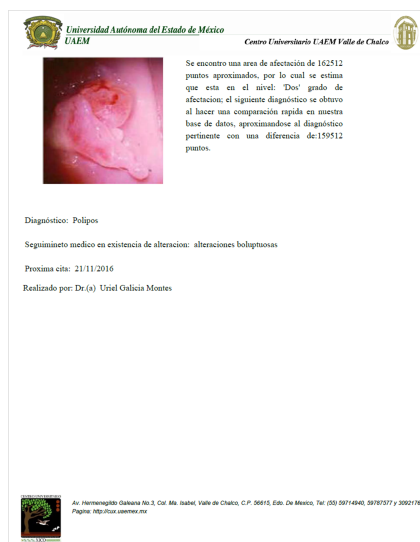 Universidad Autónoma del Estado de México
UAEM
Centro Universitario UAEM Valle de Chalco
Se encontro una area de afectación de 162512
puntos aproximados, por lo cual se estima
que esta en el nivel: 'Dos' grado de
afectacion; el siguiente diagnóstico se obtuvo
al hacer una comparación rapida en nuestra
base de datos, aproximandose al diagnóstico
pertinente con una diferencia de:159512
puntos.
Diagnóstico: Polipos
Seguimineto medico en existencia de alteracion: alteraciones boluptuosas
Proxima cita: 21/11/2016
Realizado por: Dr.(a) Uriel Galicia Montes
CENTRO UNIVERSITARIO
XICO
Av. Hermenegildo Galeana No.3, Col. Ma. Isabel, Valle de Chalco, C.P. 56615, Edo. De Mexico, Tel: (55) 59714940, 59787577 y 3092176
Pagina: http://cux.uaemex.mx